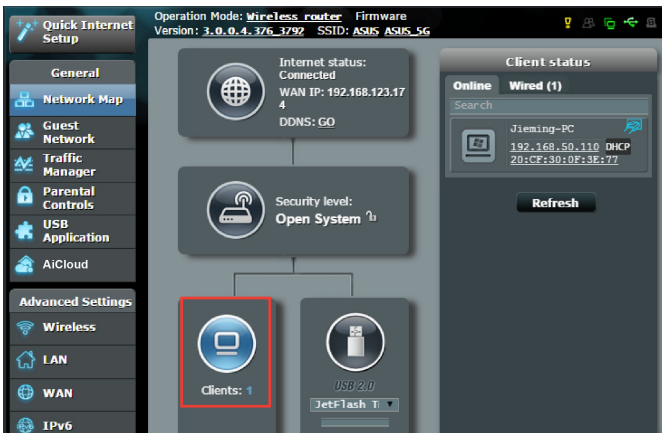 Quick Internet
Setup
General
Network Map
Guest
Network
Traffic
Manager
Parental
Controls
USB
Application
AiCloud
Advanced Settings
Wireless
LAN
WAN
IPv6
Operation Mode: Wireless router Firmware
Version: 3.0.0.4.376_3792 SSID: ASUS ASUS_5G
Internet status:
Connected
WAN IP: 192.168.123.17
4
DDNS: GO
Security level:
Open System
Clients: 1
USB 2.0
JetFlash T
Client status
Online Wired (1)
Search
Jieming-PC
192.168.50.110 DHCP
20:CF:30:0F:3E:77
Refresh